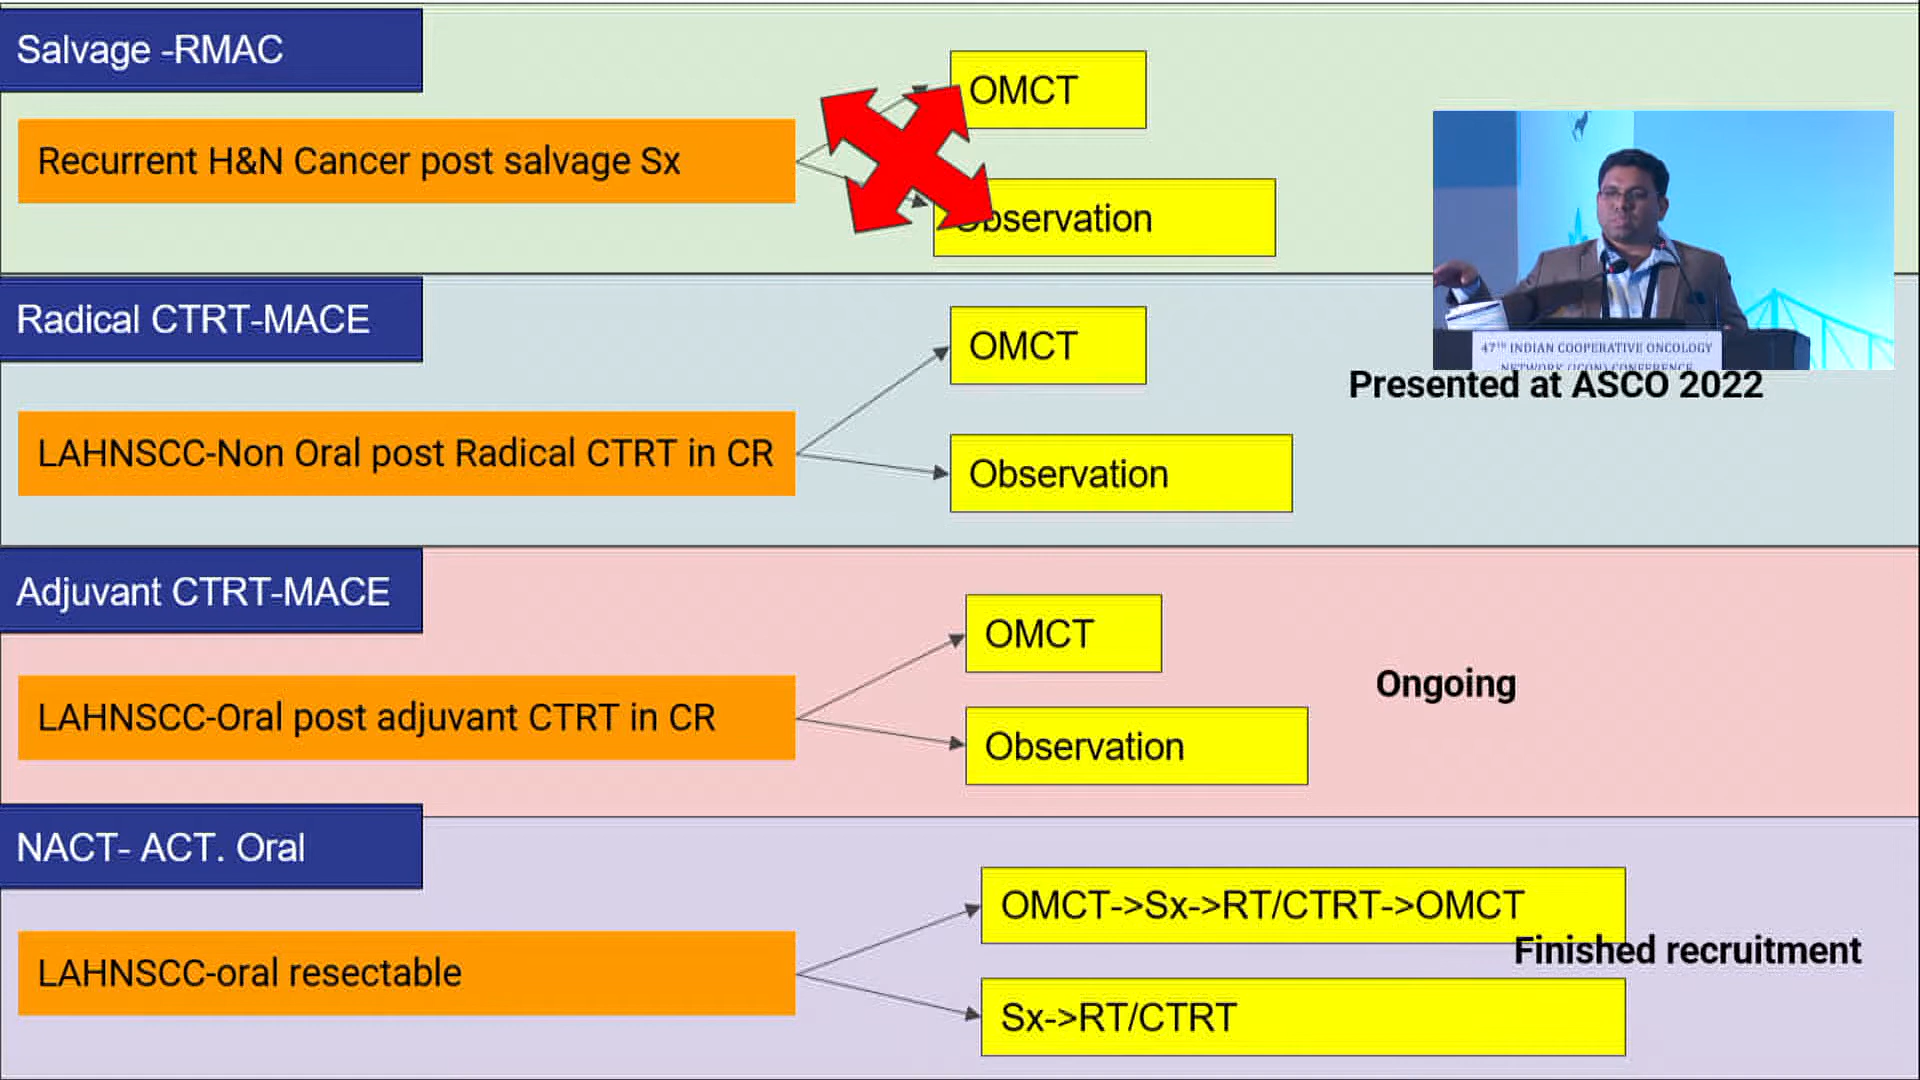 Salvage -RMAC
Recurrent H&N Cancer post salvage Sx
OMCT
Observation
Radical CTRT-MACE
LAHNSCC-Non Oral post Radical CTRT in CR
OMCT
Observation
47TH INDIAN COOPERATIVE ONCOLOGY
NETWORK (ICON) CONFERENCE
Presented at ASCO 2022
Adjuvant CTRT-MACE
LAHNSCC-Oral post adjuvant CTRT in CR
OMCT
Observation
Ongoing
NACT- ACT. Oral
LAHNSCC-oral resectable
OMCT->Sx->RT/CTRT->OMCT
Finished recruitment
Sx->RT/CTRT